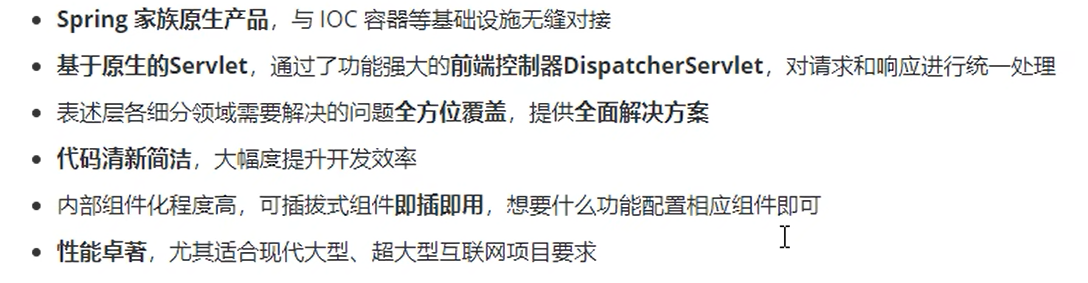 Spring 家族原生产品，与 IOC 容器等基础设施无缝对接
基于原生的Servlet，通过了功能强大的前端控制器DispatcherServlet，对请求和响应进行统一处理
表述层各细分领域需要解决的问题全方位覆盖，提供全面解决方案
代码清新简洁，大幅度提升开发效率
内部组件化程度高，可插拔式组件即插即用，想要什么功能配置相应组件即可
性能卓著，尤其适合现代大型、超大型互联网项目要求